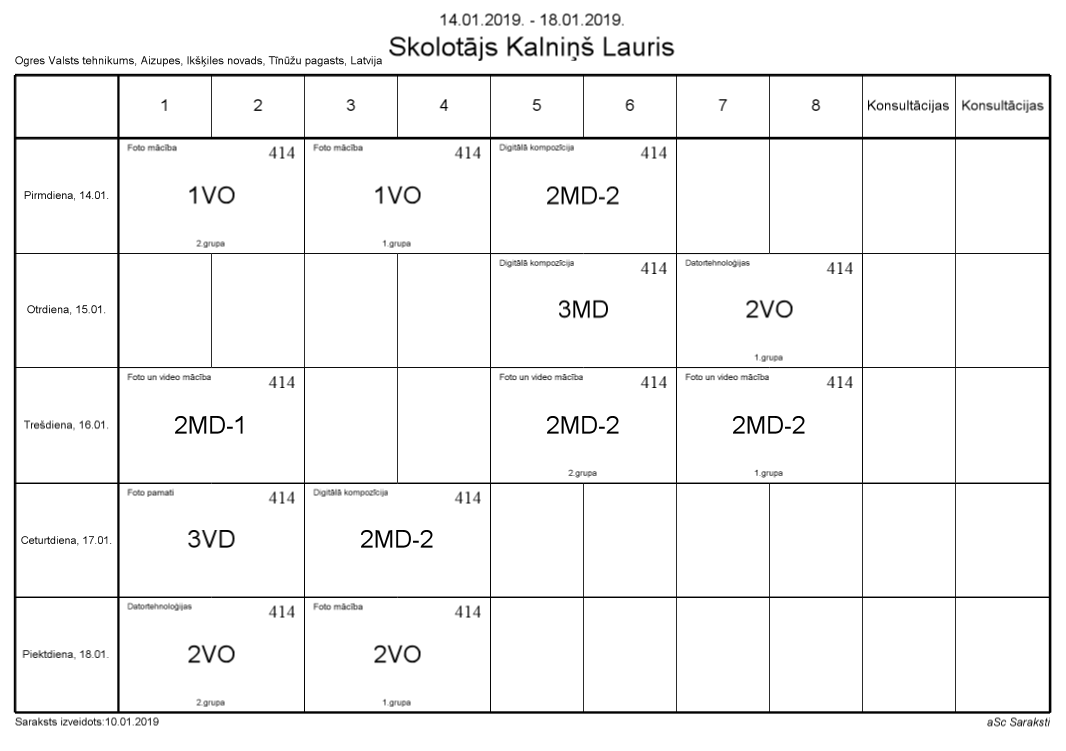 14.01.2019. - 18.01.2019.
Skolotājs Kalniņš Lauris
Ogres Valsts tehnikums, Aizupes, Ikšķiles novads, Tīnūžu pagasts, Latvija
1 2 3 4 5 6 7 8 Konsultācijas Konsultācijas
Pirmdiena, 14.01.
Foto mācība 414
1VO
2.grupa
Foto mācība 414
1VO
1.grupa
Digitālā kompozīcija 414
2MD-2
Otrdiena, 15.01.
Digitālā kompozīcija 414
3MD
Datortehnoloģijas 414
2VO
1.grupa
Trešdiena, 16.01.
Foto un video mācība 414
2MD-1
Foto un video mācība 414
2MD-2
2.grupa
Foto un video mācība 414
2MD-2
1.grupa
Ceturtdiena, 17.01.
Foto pamati 414
3VD
Digitālā kompozīcija 414
2MD-2
Piektdiena, 18.01.
Datortehnoloģijas 414
2VO
2.grupa
Foto mācība 414
2VO
1.grupa
Saraksts izveidots:10.01.2019
aSc Saraksti